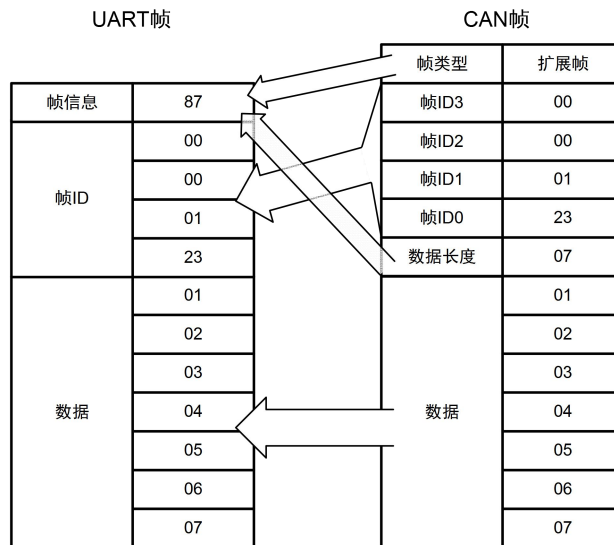 UART帧
CAN帧
帧类型 扩展帧
帧信息 87 帧ID3 00
00 帧ID2 00
帧ID 00 帧ID1 01
01 帧ID0 23
23 数据长度 07
01 01
02 02
03 03
数据 04 数据 04
05 05
06 06
07 07